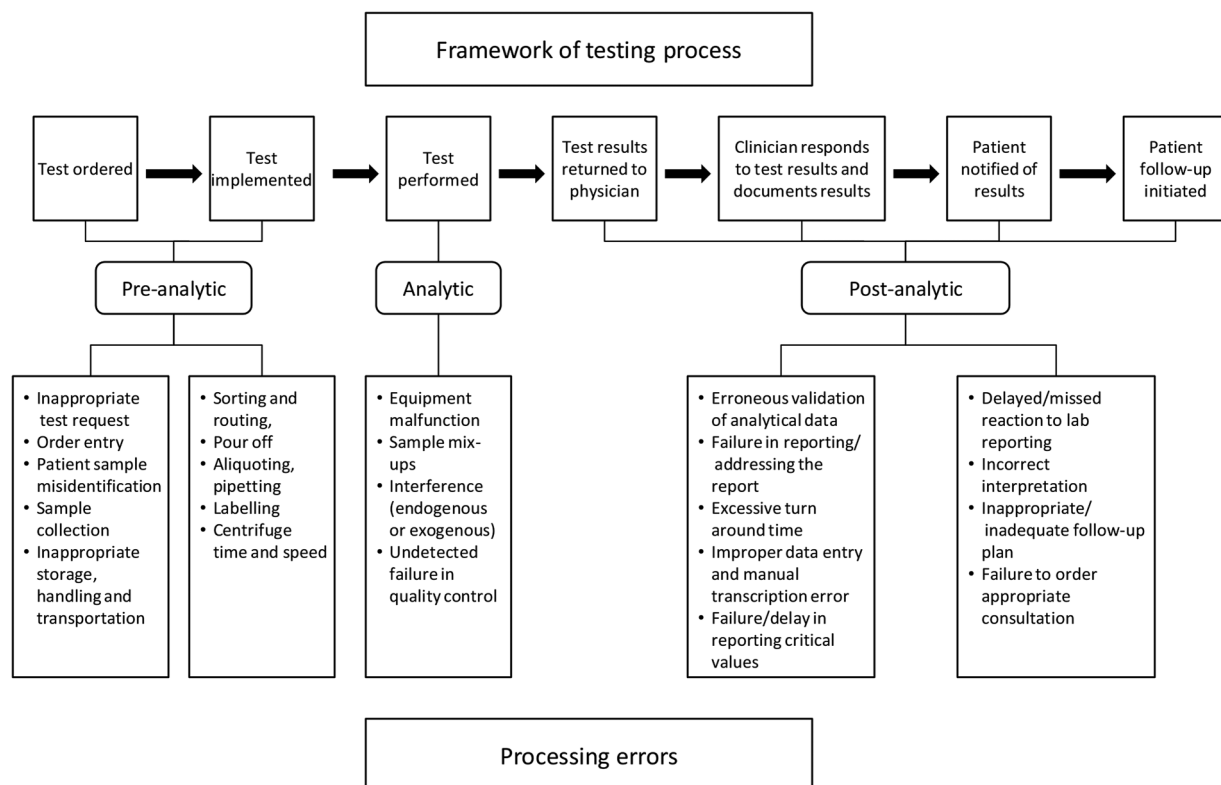 Framework of testing process
Test ordered
Test
implemented
Test
performed
Test results
returned to
physician
Clinician responds
to test results and
documents results
Patient
notified of
results
Patient
follow-up
initiated
Pre-analytic
Analytic
Post-analytic
• Inappropriate
test request
• Order entry
• Patient sample
misidentification
• Sample
collection
• Inappropriate
storage,
handling and
transportation
• Sorting and
routing,
• Pour off
• Aliquoting,
pipetting
• Labelling
• Centrifuge
time and speed
• Equipment
malfunction
• Sample mix-
ups
• Interference
(endogenous
or exogenous)
• Undetected
failure in
quality control
• Erroneous validation
of analytical data
• Failure in reporting/
addressing the
report
• Excessive turn
around time
• Improper data entry
and manual
transcription error
• Failure/delay in
reporting critical
values
• Delayed/missed
reaction to lab
reporting
• Incorrect
interpretation
• Inappropriate/
inadequate follow-up
plan
• Failure to order
appropriate
consultation
Processing errors